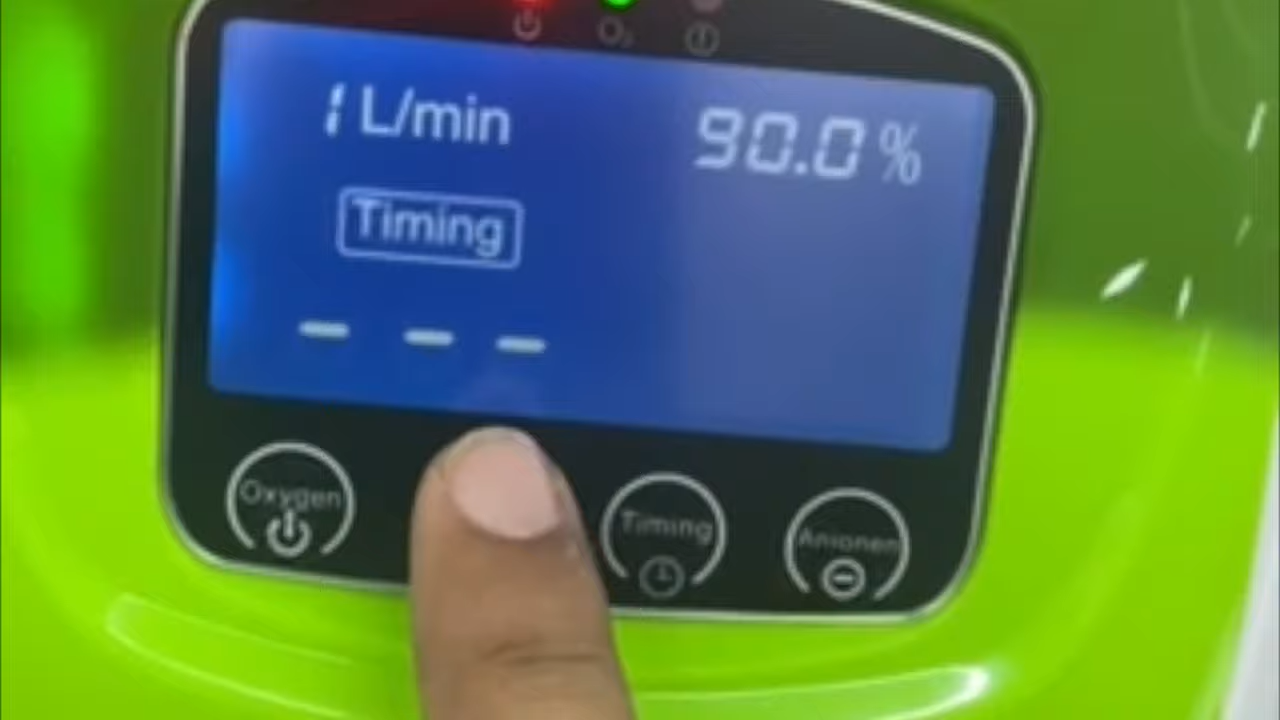 O₂
1 L/min
90.0 %
Timing
- - -
Oxygen
Timing
Anionen